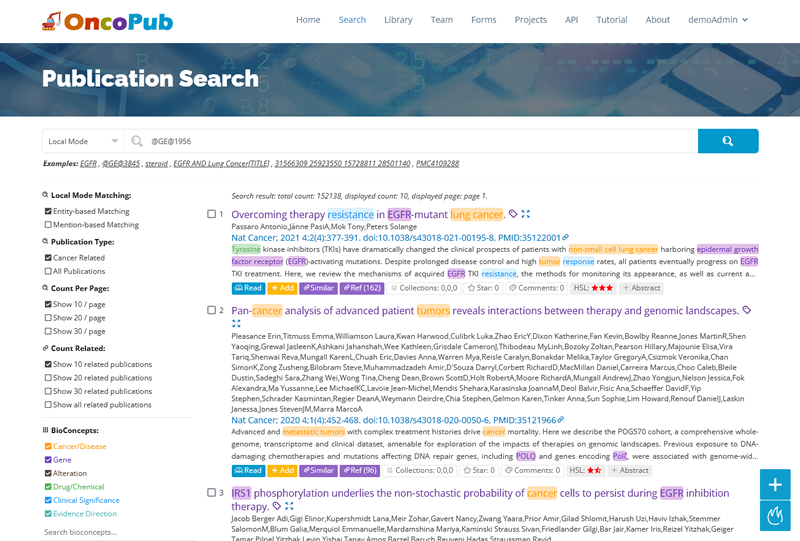 OncoPub
Home Search Library Team Forms Projects API Tutorial About demoAdmin
Publication Search
Local Mode @GE@1956
Examples: EGFR , @GE@3845 , steroid , EGFR AND Lung Cancer[TITLE] , 31566309 25923550 15728811 28501140 , PMC4109288
Local Mode Matching:
Entity-based Matching
Mention-based Matching
Publication Type:
Cancer Related
All Publications
Count Per Page:
Show 10 / page
Show 20 / page
Show 30 / page
Count Related:
Show 10 related publications
Show 20 related publications
Show 30 related publications
Show all related publications
BioConcepts:
Cancer/Disease
Gene
Alteration
Drug/Chemical
Clinical Significance
Evidence Direction
Search bioconcepts...
Search result: total count: 152138, displayed count: 10, displayed page: page 1.
1 Overcoming therapy resistance in EGFR-mutant lung cancer.
Passaro Antonio,Jänne PasiA,Mok Tony,Peters Solange
Nat Cancer; 2021 4;2(4):377-391. doi:10.1038/s43018-021-00195-8, PMID:35122001
Tyrosine kinase inhibitors (TKIs) have dramatically changed the clinical prospects of patients with non-small cell lung cancer harboring epidermal growth
factor receptor (EGFR)-activating mutations. Despite prolonged disease control and high tumor response rates, all patients eventually progress on EGFR
TKI treatment. Here, we review the mechanisms of acquired EGFR TKI resistance, the methods for monitoring its appearance, as well as current a...
Read + Add Similar Ref (162) Collections: 0,0,0 Star: 0 Comments: 0 HSL: ★★★ + Abstract
2 Pan-cancer analysis of advanced patient tumors reveals interactions between therapy and genomic landscapes.
Pleasance Erin,Titmuss Emma,Williamson Laura,Kwan Harwood,Culibrk Luka,Zhao EricY,Dixon Katherine,Fan Kevin,Bowlby Reanne,Jones MartinR,Shen
Yaoqing,Grewal JasleenK,Ashkani Jahanshah,Wee Kathleen,Grisdale CameronJ,Thibodeau MyLinh,Bozoky Zoltan,Pearson Hillary,Majounie Elisa,Vira
Tariq,Shenwai Reva,Mungall KarenL,Chuah Eric,Davies Anna,Warren Mya,Reisle Caralyn,Bonakdar Melika,Taylor GregoryA,Csizmok Veronika,Chan
SimonK,Zong Zusheng,Bilobram Steve,Muhammadzadeh Amir,D'Souza Darryl,Corbett RichardD,MacMillan Daniel,Carreira Marcus,Choo Caleb,Bleile
Dustin,Sadeghi Sara,Zhang Wei,Wong Tina,Cheng Dean,Brown ScottD,Holt RobertA,Moore RichardA,Mungall AndrewJ,Zhao Yongjun,Nelson Jessica,Fok
Alexandra,Ma Yussanne,Lee MichaelKC,Lavoie Jean-Michel,Mendis Shehara,Karasinska JoannaM,Deol Balvir,Fisic Ana,Schaeffer DavidF,Yip
Stephen,Schrader Kasmintan,Regier DeanA,Weymann Deirdre,Chia Stephen,Gelmon Karen,Tinker Anna,Sun Sophie,Lim Howard,Renouf DanielJ,Laskin
Janessa,Jones StevenJM,Marra MarcoA
Nat Cancer; 2020 4;1(4):452-468. doi:10.1038/s43018-020-0050-6, PMID:35121966
Advanced and metastatic tumors with complex treatment histories drive cancer mortality. Here we describe the POG570 cohort, a comprehensive whole-
genome, transcriptome and clinical dataset, amenable for exploration of the impacts of therapies on genomic landscapes. Previous exposure to DNA-
damaging chemotherapies and mutations affecting DNA repair genes, including POLQ and genes encoding Polζ, were associated with genome-wid...
Read + Add Similar Ref (96) Collections: 0,0,0 Star: 0 Comments: 0 HSL: + Abstract
3 IRS1 phosphorylation underlies the non-stochastic probability of cancer cells to persist during EGFR inhibition
therapy.
Jacob Berger Adi,Gigi Elinor,Kupershmidt Lana,Meir Zohar,Gavert Nancy,Zwang Yaara,Prior Amir,Gilad Shlomit,Harush Uzi,Haviv Izhak,Stemmer
SalomonM,Blum Galia,Merquiol Emmanuelle,Mardamshina Mariya,Kaminski Strauss Sivan,Friedlander Gilgi,Bar Jair,Kamer Iris,Reizel Yitzhak,Geiger
Tamar,Pilpel Yitzhak,Levin Yishai,Tanay Amos,Barzel Baruch,Reuveni Hadas,Straussman Ravid